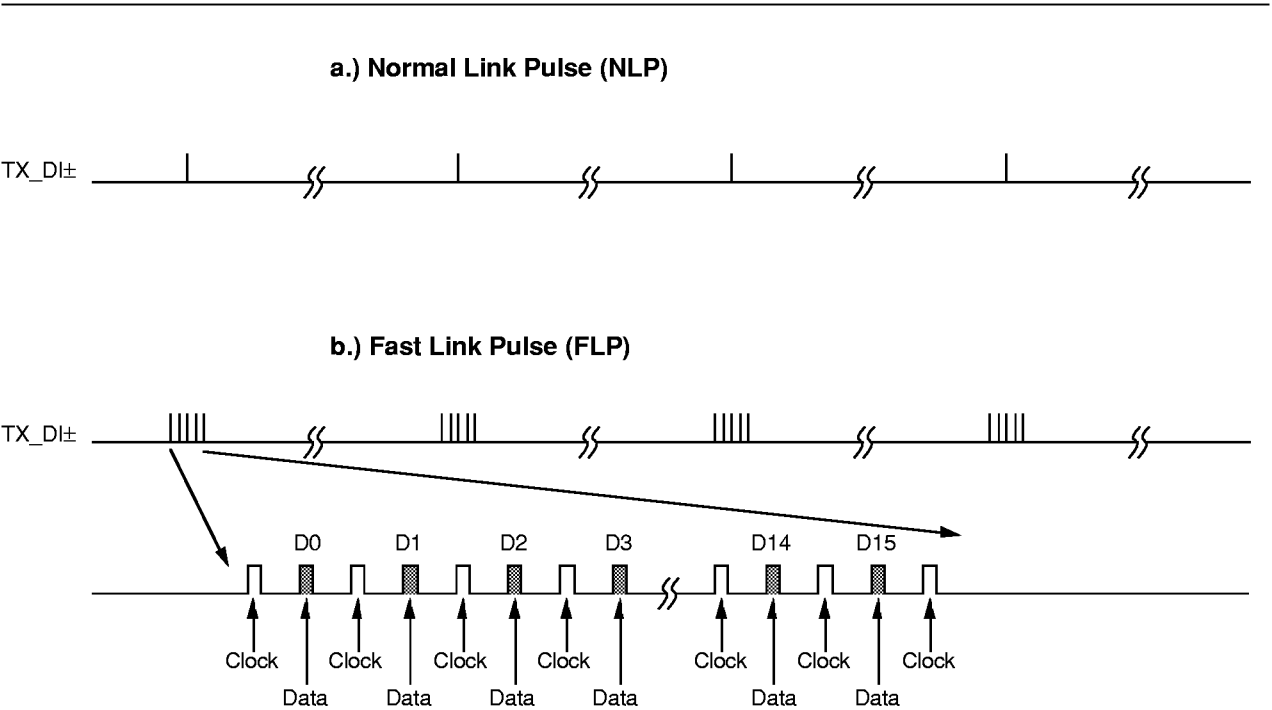 a.) Normal Link Pulse (NLP)
TX_DI±
b.) Fast Link Pulse (FLP)
TX_DI±
D0 D1 D2 D3 D14 D15
Clock Clock Clock Clock Clock Clock Clock
Data Data Data Data Data Data